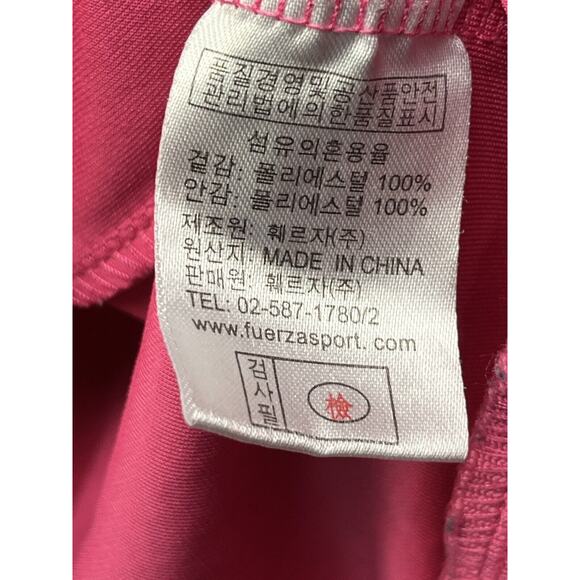 품질경영및공산품안전
관리법에의한품질표시
섬유의혼용율
겉감: 폴리에스털 100%
안감: 폴리에스털 100%
제조원: 훼르자(주)
원산지: MADE IN CHINA
판매원: 훼르자(주)
TEL: 02-587-1780/2
www.fuerzasport.com
검사필
檢